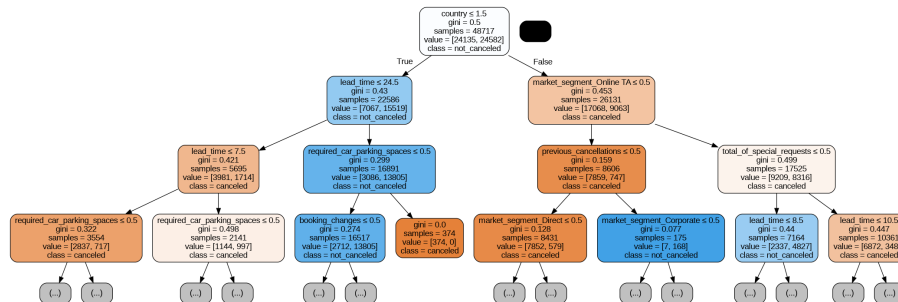 country ≤ 1.5
gini = 0.5
samples = 48717
value = [24135, 24582]
class = not_canceled
True
False
lead_time ≤ 24.5
gini = 0.43
samples = 22586
value = [7067, 15519]
class = not_canceled
market_segment_Online TA ≤ 0.5
gini = 0.453
samples = 26131
value = [17068, 9063]
class = canceled
lead_time ≤ 7.5
gini = 0.421
samples = 5695
value = [3981, 1714]
class = canceled
required_car_parking_spaces ≤ 0.5
gini = 0.299
samples = 16891
value = [3086, 13805]
class = not_canceled
previous_cancellations ≤ 0.5
gini = 0.159
samples = 8606
value = [7859, 747]
class = canceled
total_of_special_requests ≤ 0.5
gini = 0.499
samples = 17525
value = [9209, 8316]
class = canceled
required_car_parking_spaces ≤ 0.5
gini = 0.322
samples = 3554
value = [2837, 717]
class = canceled
required_car_parking_spaces ≤ 0.5
gini = 0.498
samples = 2141
value = [1144, 997]
class = canceled
booking_changes ≤ 0.5
gini = 0.274
samples = 16517
value = [2712, 13805]
class = not_canceled
gini = 0.0
samples = 374
value = [374, 0]
class = canceled
market_segment_Direct ≤ 0.5
gini = 0.128
samples = 8431
value = [7852, 579]
class = canceled
market_segment_Corporate ≤ 0.5
gini = 0.077
samples = 175
value = [7, 168]
class = not_canceled
lead_time ≤ 8.5
gini = 0.44
samples = 7164
value = [2337, 4827]
class = not_canceled
lead_time ≤ 10.5
gini = 0.447
samples = 10361
value = [6872, 348
class = canceled
(...)
(...)
(...)
(...)
(...)
(...)
(...)
(...)
(...)
(...)
(...)
(...)
(...)
(...)